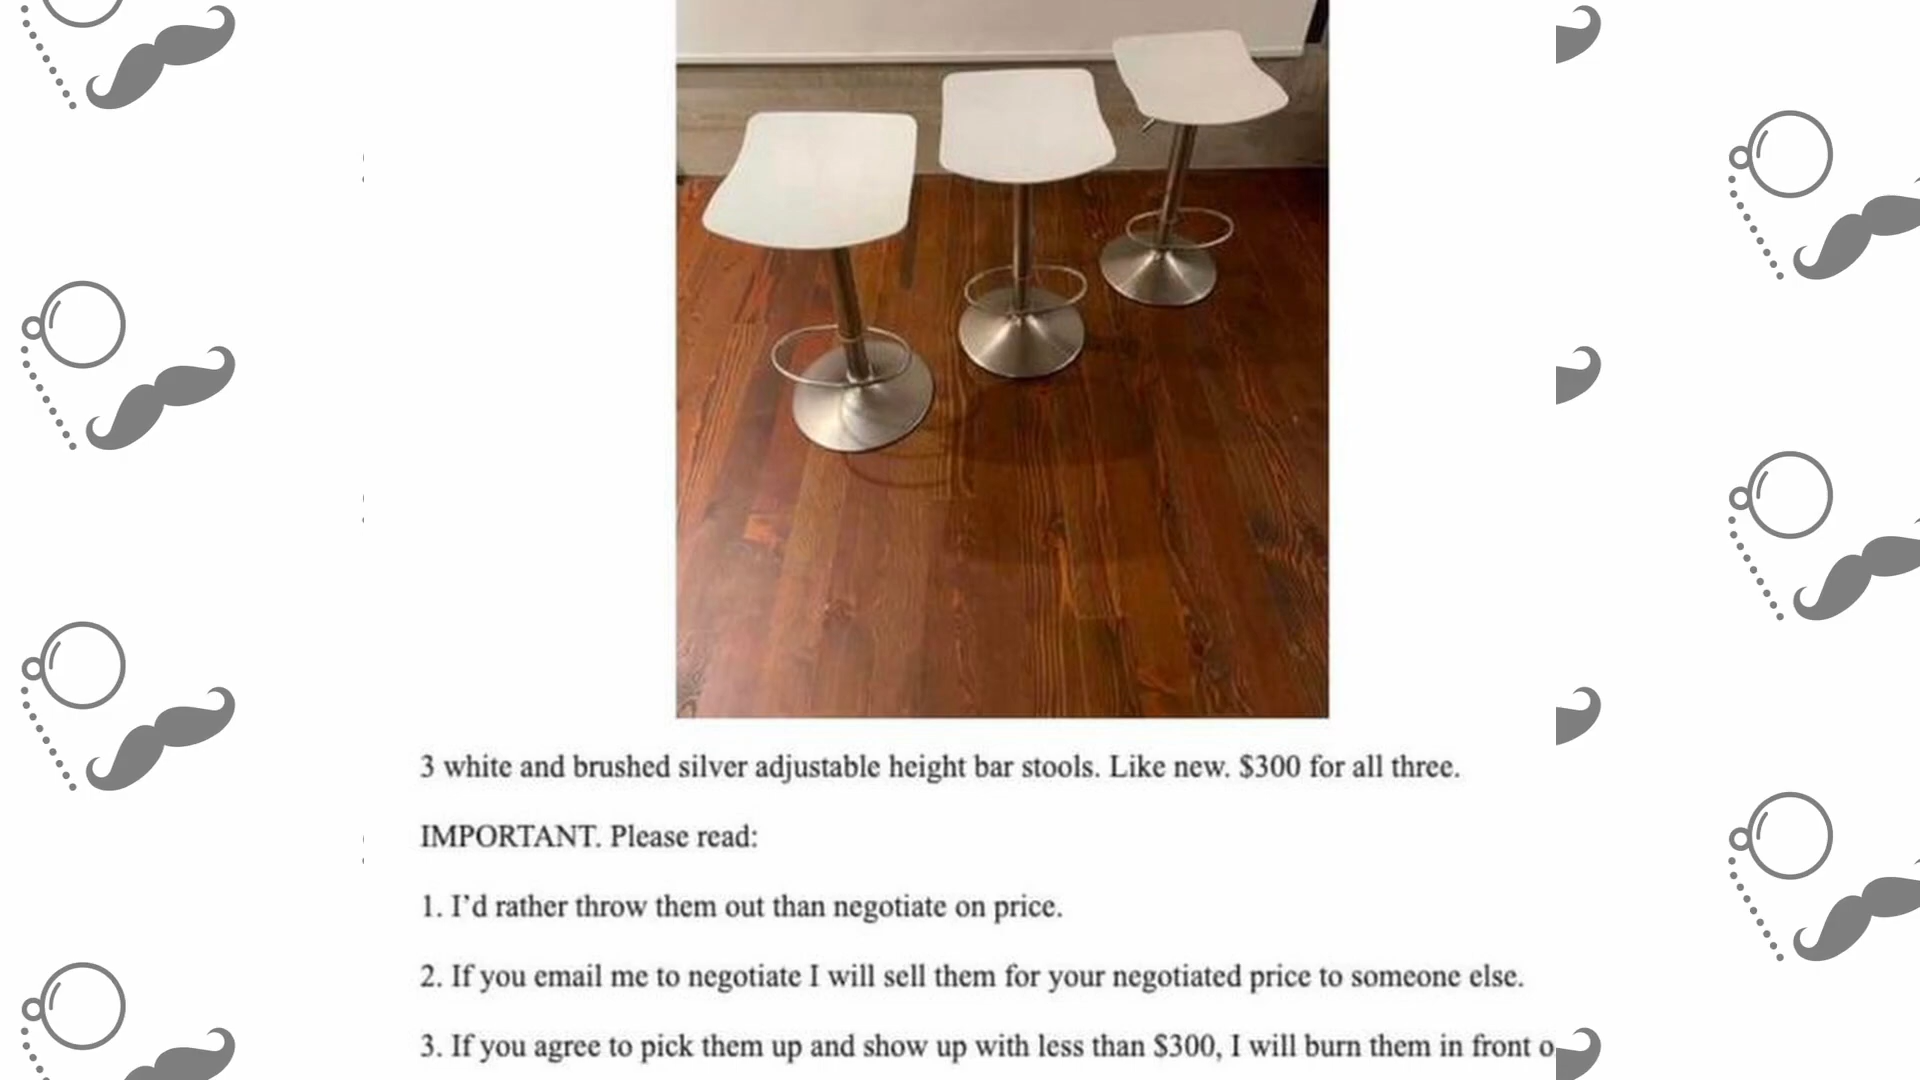 3 white and brushed silver adjustable height bar stools. Like new. $300 for all three.
IMPORTANT. Please read:
1. I'd rather throw them out than negotiate on price.
2. If you email me to negotiate I will sell them for your negotiated price to someone else.
3. If you agree to pick them up and show up with less than $300, I will burn them in front